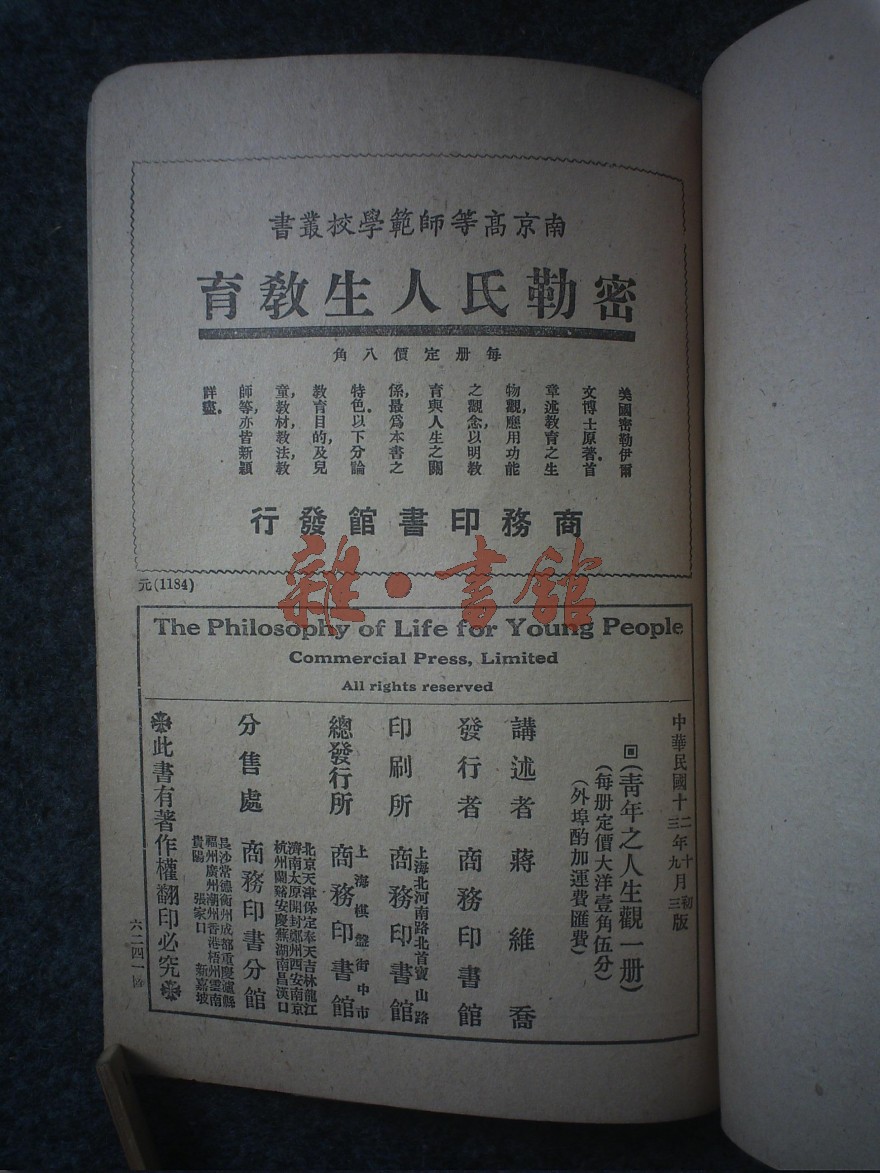 南京高等師範學校叢書
密勒氏人生教育
每册定價八角
美國密勒伊爾
文博士原著。首
章述教育之生
物觀，應用功能
之觀念，以明教
育與人生之關
係，最爲本書之
特色。以下分論
教育目的，及兒
童，教材，教法，教
師等，亦皆新穎
詳盡。
商務印書館發行
元(1184)
雜·書館
The Philosophy of Life for Young People
Commercial Press, Limited
All rights reserved
中華民國十二年十月初版
三年九月三版
(青年之人生觀一册)
(每册定價大洋壹角伍分)
(外埠酌加運費匯費)
講述者 蔣維喬
發行者 商務印書館
印刷所 上海北河南路北首寶山路 商務印書館
總發行所 上海棋盤街中市 商務印書館
分售處 商務印書分館
北京天津保定奉天吉林龍江
濟南太原開封鄭州西安南京
杭州蘭谿安慶蕪湖南昌漢口
長沙常德衡州成都重慶瀘縣
福州廣州潮州香港梧州雲南
貴陽 張家口 新嘉坡
此書有著作權翻印必究
六二四一